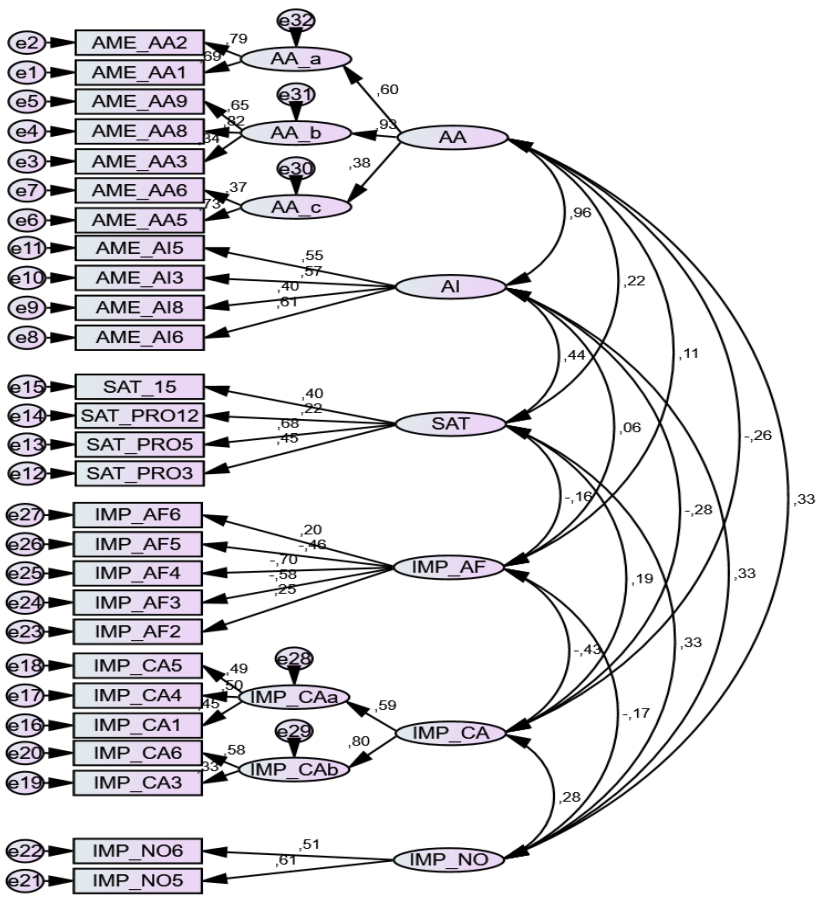 e32
e2 AME_AA2 ,79
e1 AME_AA1 ,69 AA_a
e5 AME_AA9 ,65 e31 ,60
e4 AME_AA8 ,82 AA_b ,93 AA
e3 AME_AA3
e7 AME_AA6 ,37 e30 ,38
e6 AME_AA5 ,73 AA_c ,96
e11 AME_AI5 ,55
e10 AME_AI3 ,57 AI ,22
e9 AME_AI8 ,40
e8 AME_AI6 ,61
,44 ,11
e15 SAT_15 ,40
e14 SAT_PRO12 ,22 SAT ,06 -,26
e13 SAT_PRO5 ,68
e12 SAT_PRO3 ,45
-,16 -,28 ,33
e27 IMP_AF6 ,20
e26 IMP_AF5 -,46
e25 IMP_AF4 -,70 IMP_AF ,19 ,33
e24 IMP_AF3 -,58
e23 IMP_AF2 ,25
-,43 ,33
e18 IMP_CA5 ,49 e28
e17 IMP_CA4 ,50 IMP_CAa ,59
e16 IMP_CA1 ,45 IMP_CA -,17
e20 IMP_CA6 ,58 e29 ,80
e19 IMP_CA3 ,33 IMP_CAb
,28
e22 IMP_NO6 ,51 IMP_NO
e21 IMP_NO5 ,61